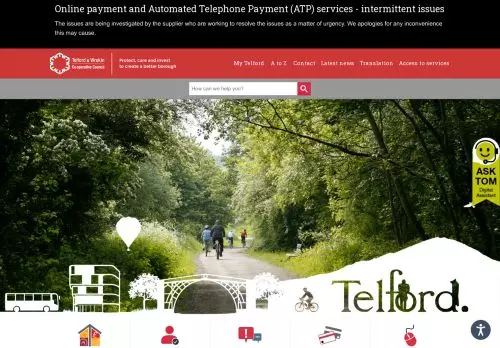 Online payment and Automated Telephone Payment (ATP) services - intermittent issues
The issues are being investigated by the supplier who are working to resolve the issues as a matter of urgency. We apologies for any inconvenience
this may cause.
Telford & Wrekin
Co-operative Council
Protect, care and invest
to create a better borough
My Telford A to Z Contact Latest news Translation Access to services
How can we help you?
ASK
TOM
Digital
Assistant
Telford.